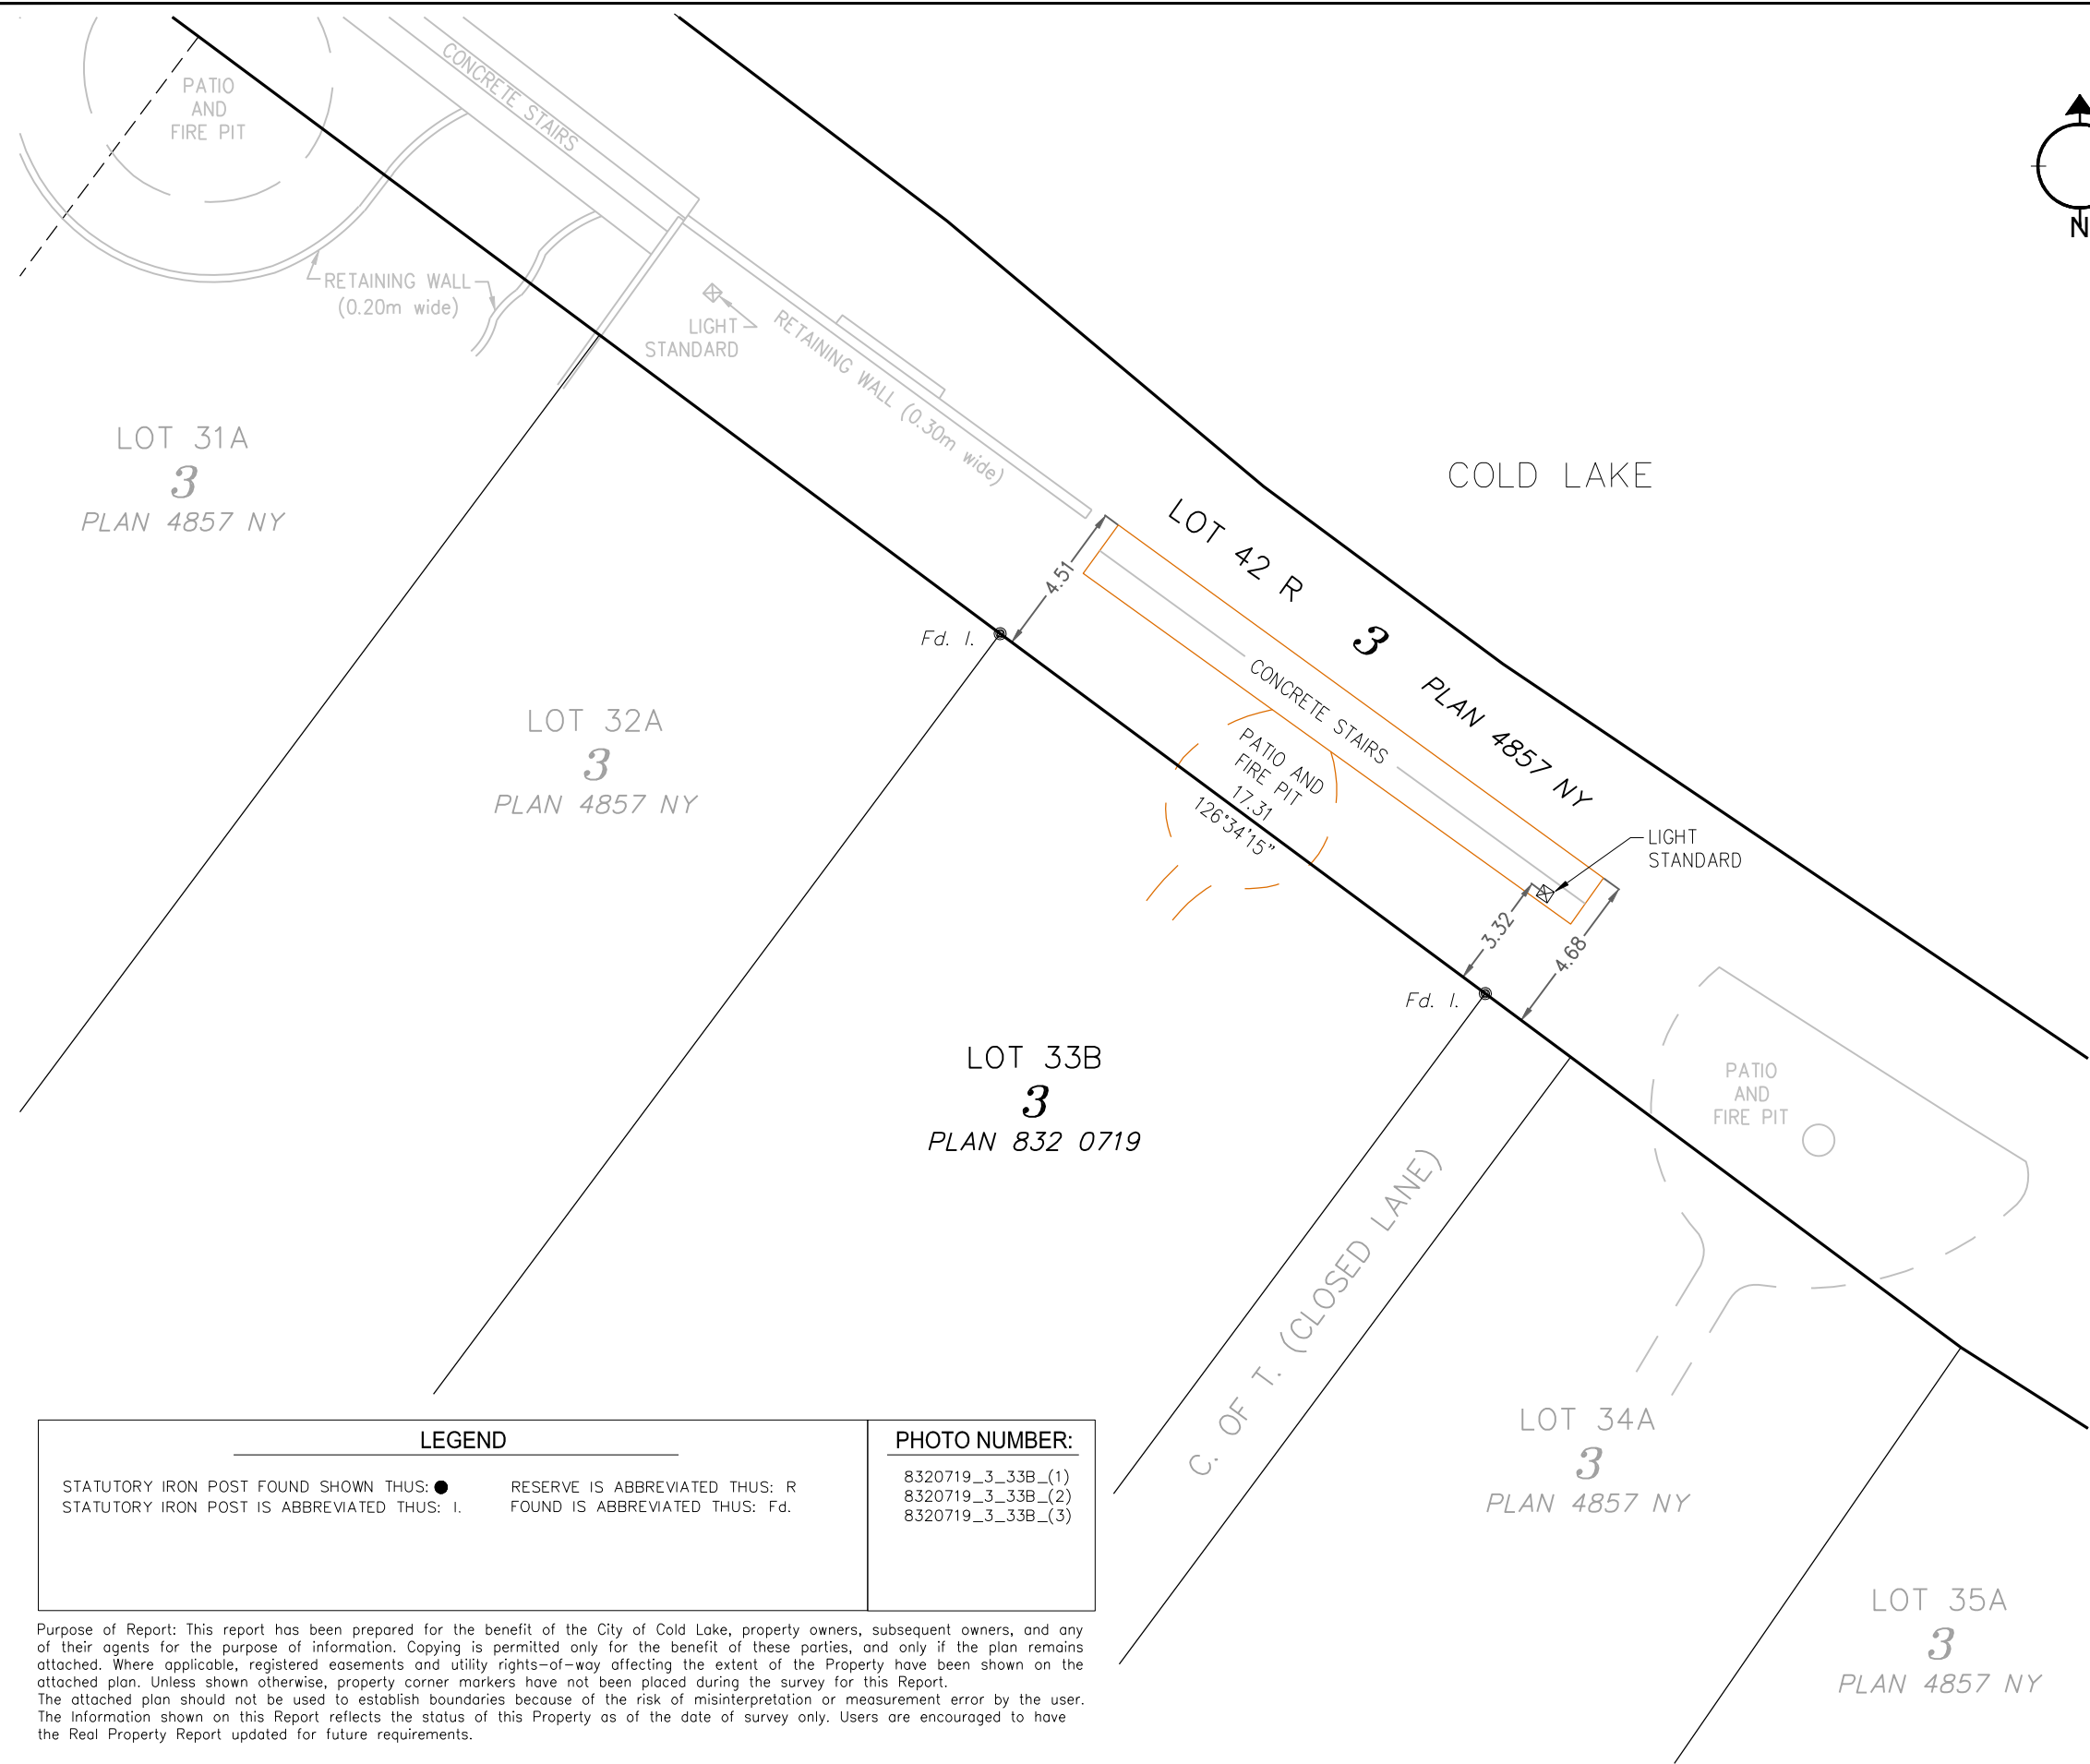 CONCRETE STAIRS
PATIO
AND
FIRE PIT
N
RETAINING WALL
(0.20m wide)
LIGHT
STANDARD
RETAINING WALL (0.30m wide)
LOT 31A
3
PLAN 4857 NY
COLD LAKE
LOT 42 R
3
PLAN 4857 NY
4.51
Fd. I.
CONCRETE STAIRS
LOT 32A
3
PLAN 4857 NY
PATIO AND
FIRE PIT
17.31
126°34'15"
LIGHT
STANDARD
3.32
4.68
Fd. I.
LOT 33B
3
PLAN 832 0719
PATIO
AND
FIRE PIT
C. OF T. (CLOSED LANE)
LOT 34A
3
PLAN 4857 NY
LOT 35A
3
PLAN 4857 NY
LEGEND
STATUTORY IRON POST FOUND SHOWN THUS:
STATUTORY IRON POST IS ABBREVIATED THUS: I.
RESERVE IS ABBREVIATED THUS: R
FOUND IS ABBREVIATED THUS: Fd.
PHOTO NUMBER:
8320719_3_33B_(1)
8320719_3_33B_(2)
8320719_3_33B_(3)
Purpose of Report: This report has been prepared for the benefit of the City of Cold Lake, property owners, subsequent owners, and any
of their agents for the purpose of information. Copying is permitted only for the benefit of these parties, and only if the plan remains
attached. Where applicable, registered easements and utility rights-of-way affecting the extent of the Property have been shown on the
attached plan. Unless shown otherwise, property corner markers have not been placed during the survey for this Report.
The attached plan should not be used to establish boundaries because of the risk of misinterpretation or measurement error by the user.
The Information shown on this Report reflects the status of this Property as of the date of survey only. Users are encouraged to have
the Real Property Report updated for future requirements.